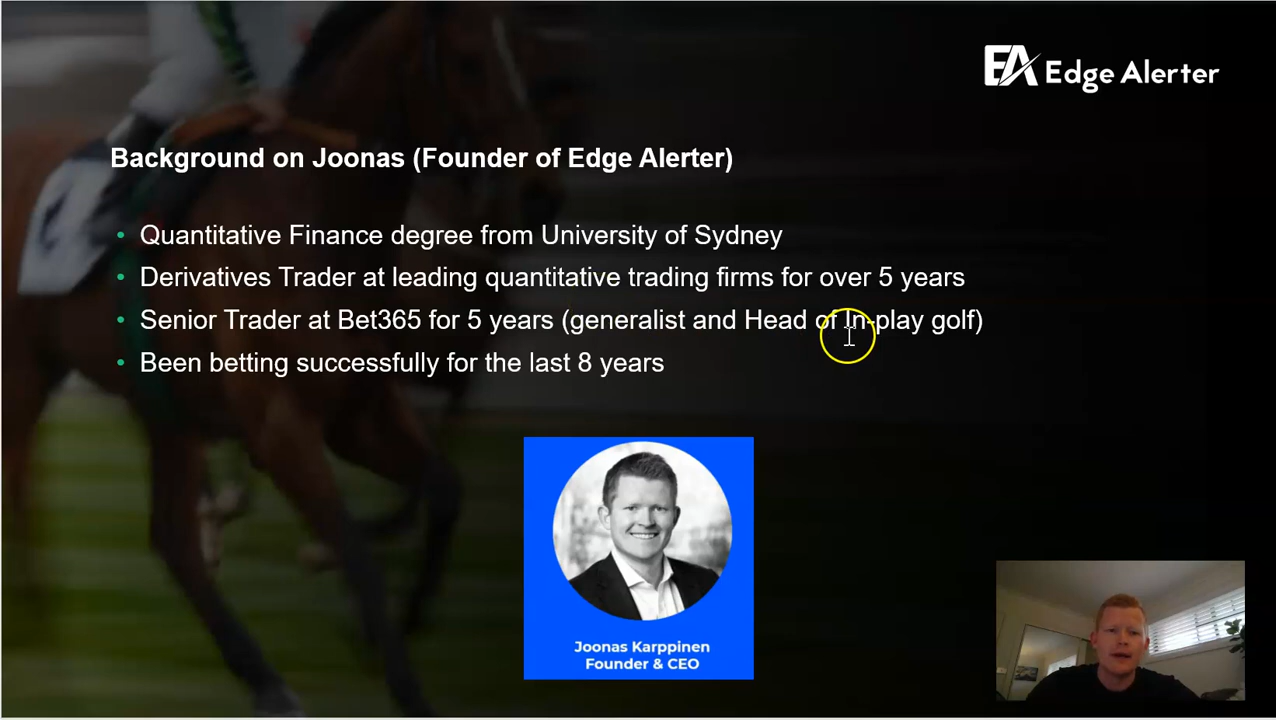 EA Edge Alerter
Background on Joonas (Founder of Edge Alerter)
• Quantitative Finance degree from University of Sydney
• Derivatives Trader at leading quantitative trading firms for over 5 years
• Senior Trader at Bet365 for 5 years (generalist and Head of In-play golf)
• Been betting successfully for the last 8 years
Joonas Karppinen
Founder & CEO